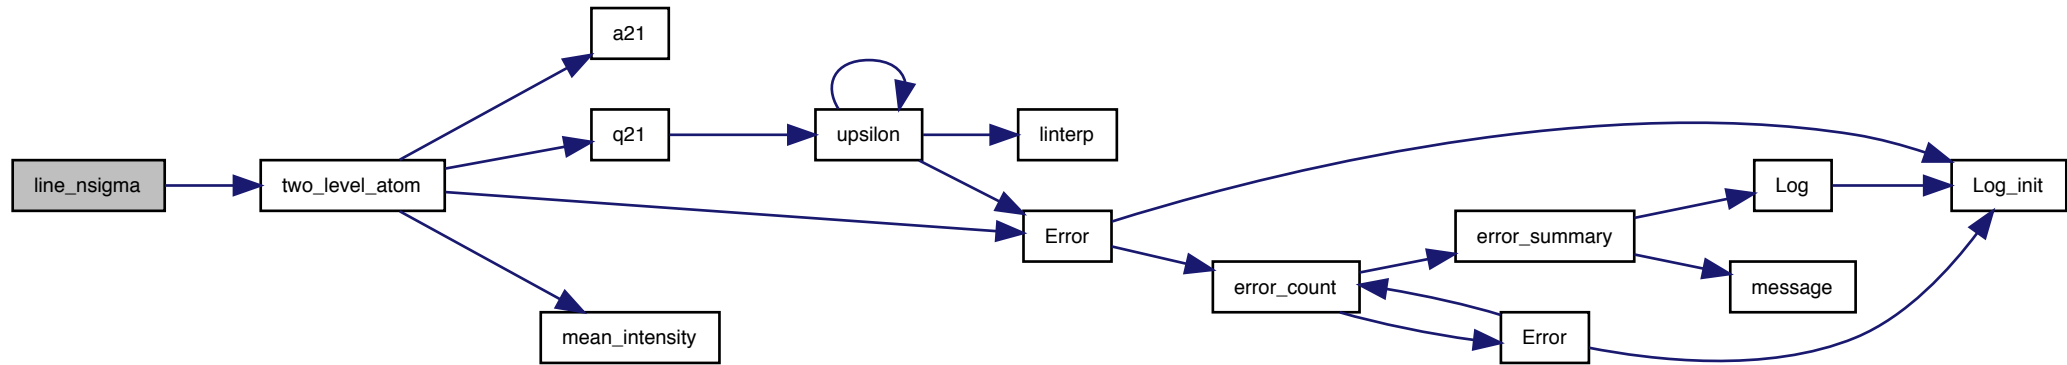 line_nsigma
two_level_atom
a21
q21
mean_intensity
upsilon
linterp
Error
error_count
error_summary
Error
Log
message
Log_init